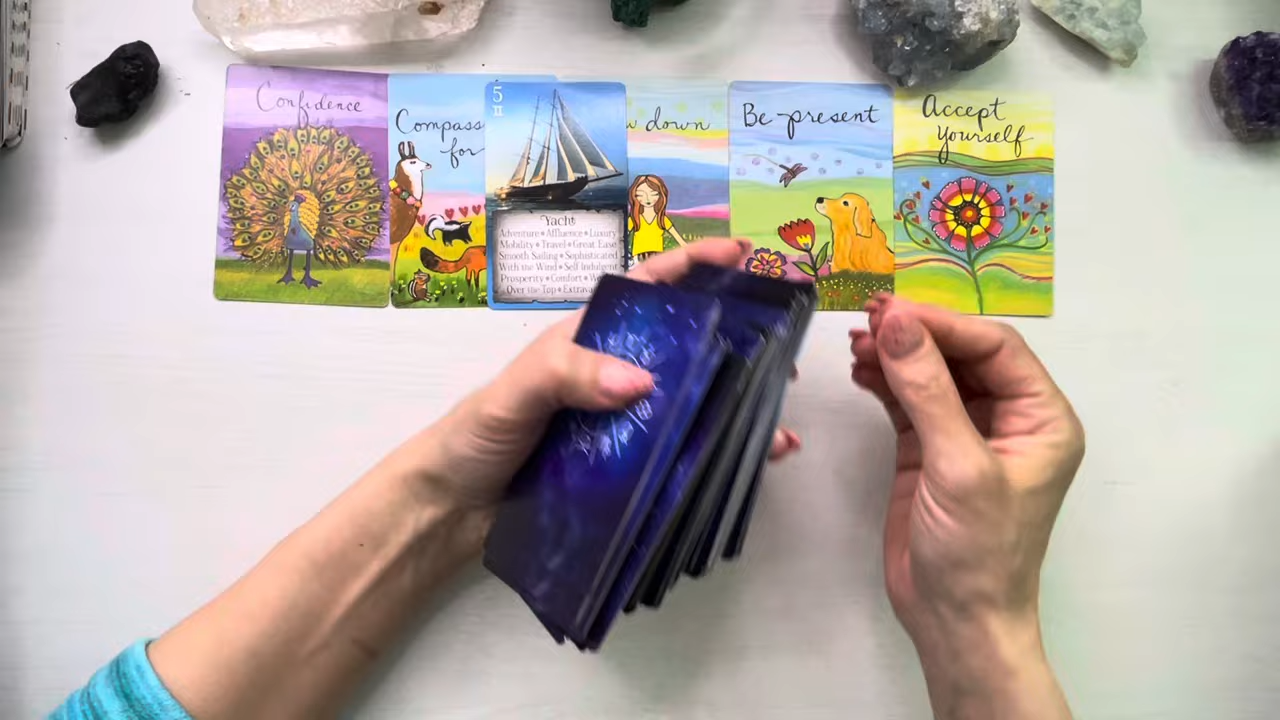 Confidence
Compass
for
5
II
Yacht
Adventure • Affluence • Luxury
Mobility • Travel • Great Ease
Smooth Sailing • Sophisticated
With the Wind • Self Indulgent
Prosperity • Comfort •
Over the Top •
w down
Be present
Accept
Yourself